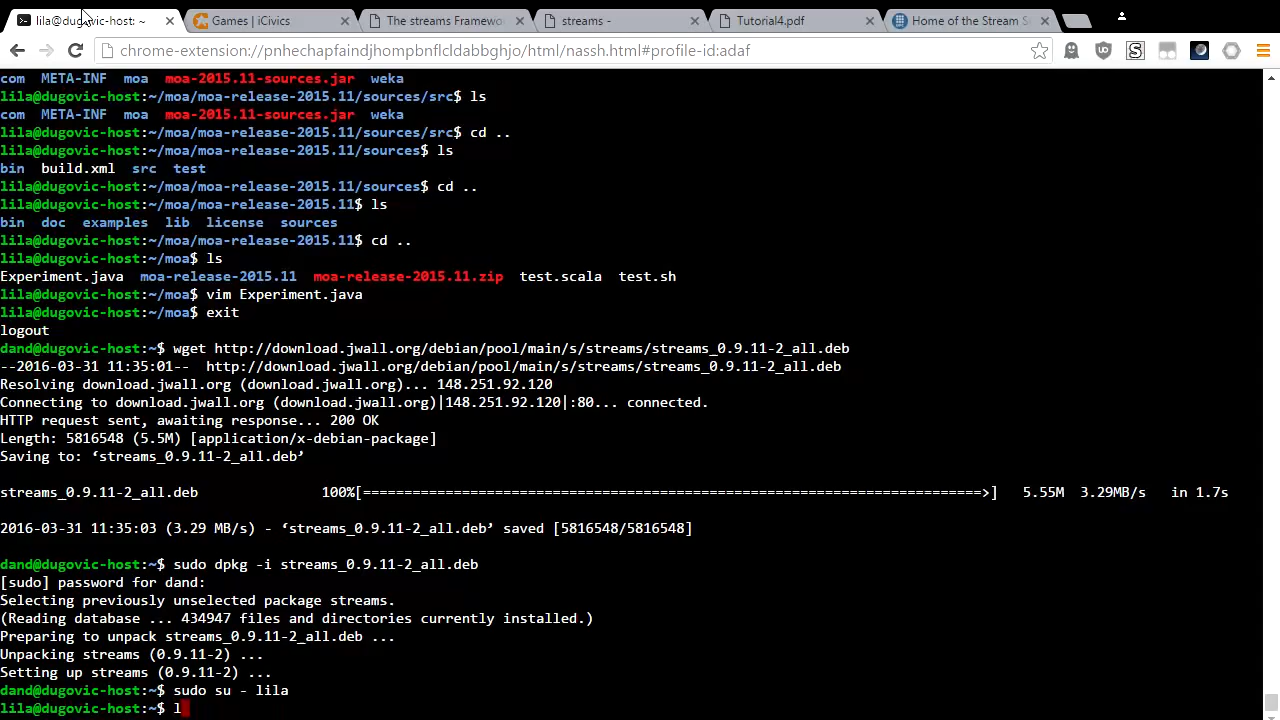 lila@dugovic-host: ~
Games | iCivics
The streams Framewo
streams -
Tutorial4.pdf
Home of the Stream S
chrome-extension://pnhechapfaindjhompbnflcldabbghjo/html/nassh.html#profile-id:adaf
com META-INF moa moa-2015.11-sources.jar weka
lila@dugovic-host:~/moa/moa-release-2015.11/sources/src$ ls
com META-INF moa moa-2015.11-sources.jar weka
lila@dugovic-host:~/moa/moa-release-2015.11/sources/src$ cd ..
lila@dugovic-host:~/moa/moa-release-2015.11/sources$ ls
bin build.xml src test
lila@dugovic-host:~/moa/moa-release-2015.11/sources$ cd ..
lila@dugovic-host:~/moa/moa-release-2015.11$ ls
bin doc examples lib license sources
lila@dugovic-host:~/moa/moa-release-2015.11$ cd ..
lila@dugovic-host:~/moa$ ls
Experiment.java moa-release-2015.11 moa-release-2015.11.zip test.scala test.sh
lila@dugovic-host:~/moa$ vim Experiment.java
lila@dugovic-host:~/moa$ exit
logout
dand@dugovic-host:~$ wget http://download.jwall.org/debian/pool/main/s/streams/streams_0.9.11-2_all.deb
--2016-03-31 11:35:01-- http://download.jwall.org/debian/pool/main/s/streams/streams_0.9.11-2_all.deb
Resolving download.jwall.org (download.jwall.org)... 148.251.92.120
Connecting to download.jwall.org (download.jwall.org)|148.251.92.120|:80... connected.
HTTP request sent, awaiting response... 200 OK
Length: 5816548 (5.5M) [application/x-debian-package]
Saving to: ‘streams_0.9.11-2_all.deb’
streams_0.9.11-2_all.deb 100%[============================================================================>] 5.55M 3.29MB/s in 1.7s
2016-03-31 11:35:03 (3.29 MB/s) - ‘streams_0.9.11-2_all.deb’ saved [5816548/5816548]
dand@dugovic-host:~$ sudo dpkg -i streams_0.9.11-2_all.deb
[sudo] password for dand:
Selecting previously unselected package streams.
(Reading database ... 434947 files and directories currently installed.)
Preparing to unpack streams_0.9.11-2_all.deb ...
Unpacking streams (0.9.11-2) ...
Setting up streams (0.9.11-2) ...
dand@dugovic-host:~$ sudo su - lila
lila@dugovic-host:~$ l